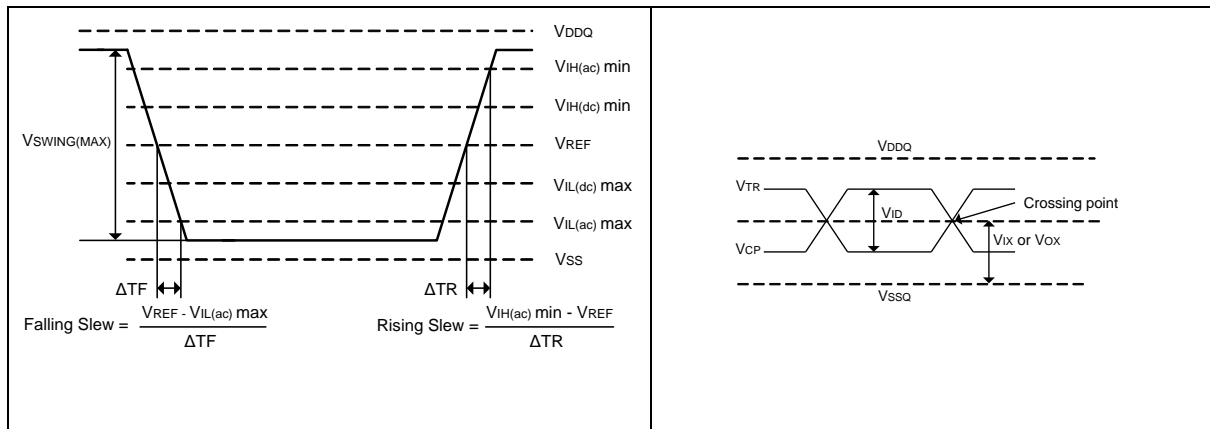 VDDQ
VIH(ac) min
VIH(dc) min
VSWING(MAX)
VREF
VIL(dc) max
VIL(ac) max
VSS
ΔTF
ΔTR
Falling Slew = VREF - VIL(ac) max
ΔTF
Rising Slew = VIH(ac) min - VREF
ΔTR
VDDQ
VTR
VID
Crossing point
VCP
VIX or VOX
VSSQ